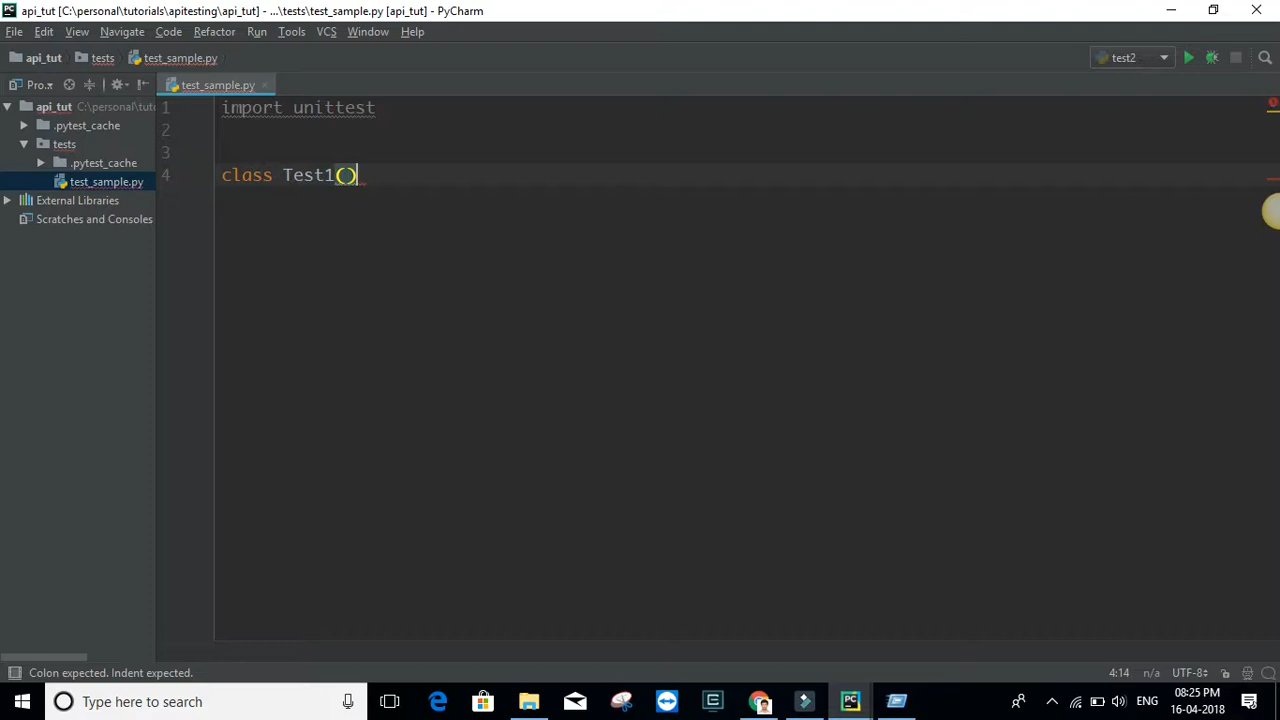 api_tut [C:\personal\tutorials\apitesting\api_tut] - ...\tests\test_sample.py [api_tut] - PyCharm
File Edit View Navigate Code Refactor Run Tools VCS Window Help
api_tut tests test_sample.py test2
Pro... test_sample.py
api_tut C:\personal\tut
.pytest_cache
tests
.pytest_cache
test_sample.py
External Libraries
Scratches and Consoles
1 import unittest
2
3
4 class Test1()
Colon expected. Indent expected. 4:14 n/a UTF-8
Type here to search
ENG
08:25 PM
16-04-2018